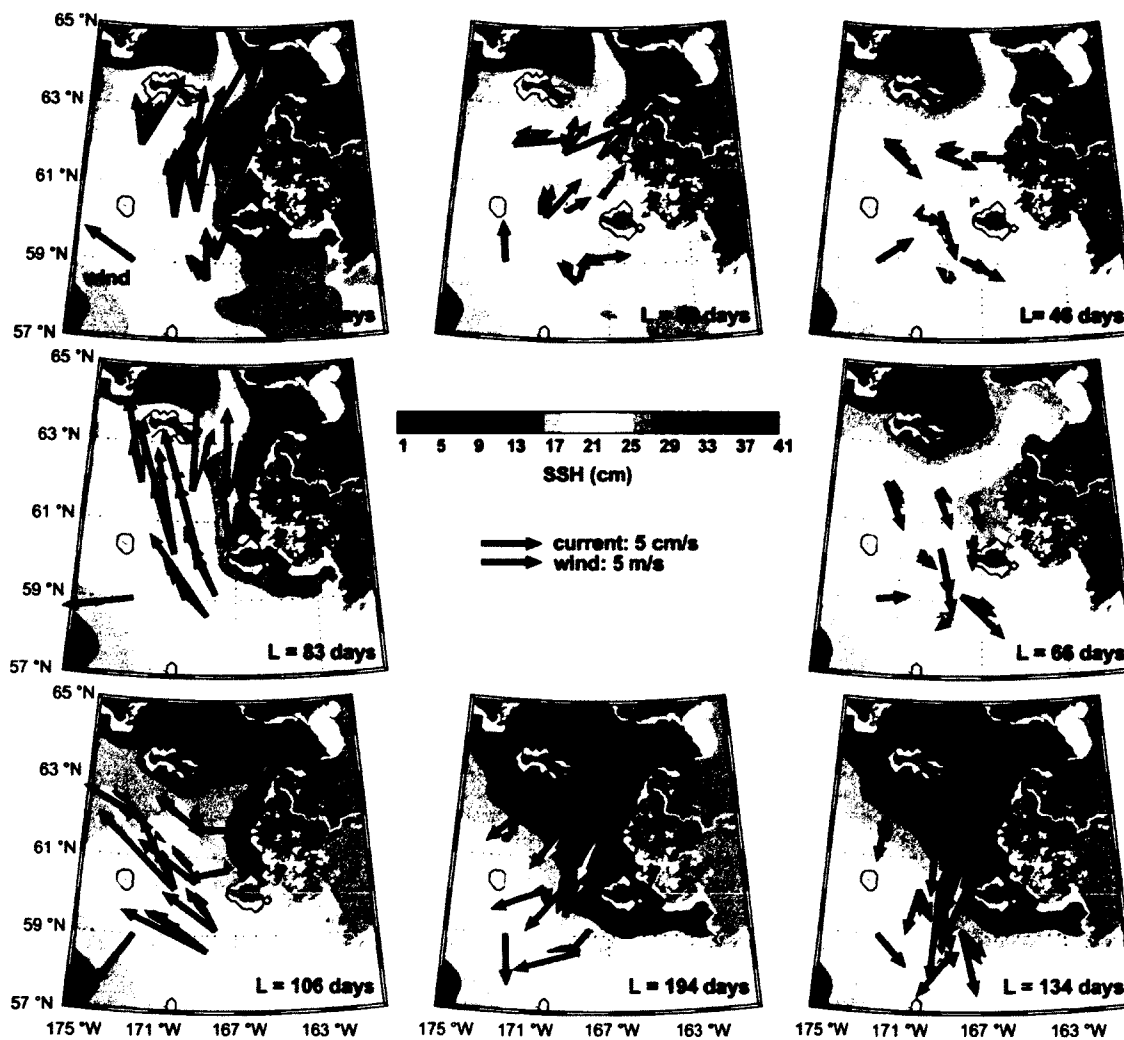 65 °N
63 °N
61 °N
59 °N
57 °N
wind
days
L = days
L= 46 days
65 °N
63 °N
61 °N
59 °N
57 °N
L = 83 days
1 5 9 13 17 21 25 29 33 37 41
SSH (cm)
current: 5 cm/s
wind: 5 m/s
L = 66 days
65 °N
63 °N
61 °N
59 °N
57 °N
L = 106 days
L = 194 days
L = 134 days
175 °W 171 °W 167 °W 163 °W
175 °W 171 °W 167 °W 163 °W
175 °W 171 °W 167 °W 163 °W